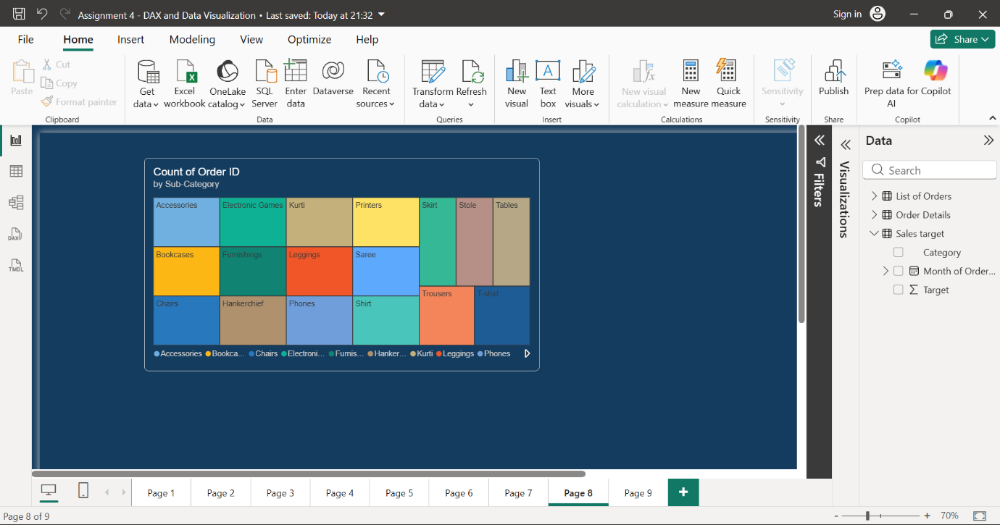 Assignment 4 - DAX and Data Visualization • Last saved: Today at 21:32
Sign in
File Home Insert Modeling View Optimize Help
Share
Paste
Cut
Copy
Format painter
Clipboard
Get data
Excel workbook
OneLake catalog
SQL Server
Enter data
Dataverse
Recent sources
Data
Transform data
Refresh
Queries
New visual
Text box
More visuals
Insert
New visual calculation
New measure
Quick measure
Calculations
Sensitivity
Sensitivity
Publish
Share
Prep data for AI
Copilot
Copilot
DAX
TMDL
Count of Order ID
by Sub-Category
Accessories
Electronic Games
Kurti
Printers
Skirt
Stole
Tables
Bookcases
Furnishings
Leggings
Saree
Chairs
Hankerchief
Phones
Shirt
Trousers
T-shirt
Accessories Bookca... Chairs Electroni... Furnis... Hanker... Kurti Leggings Phones
Filters
Visualizations
Data
Search
List of Orders
Order Details
Sales target
Category
Month of Order...
Σ Target
Page 1 Page 2 Page 3 Page 4 Page 5 Page 6 Page 7 Page 8 Page 9 +
Page 8 of 9
- + 70%